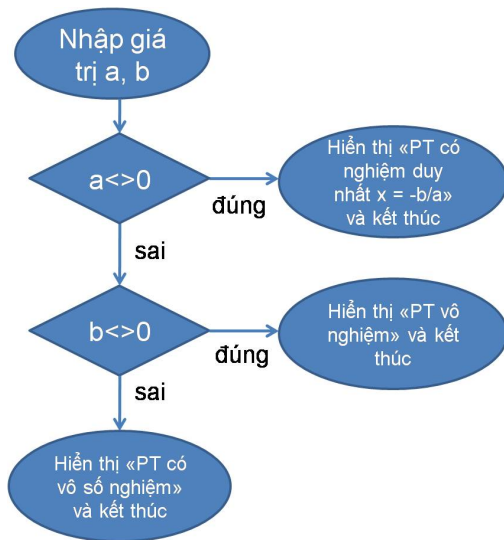 Nhập giá
trị a, b
a<>0
đúng
Hiển thị «PT có
nghiệm duy
nhất x = -b/a»
và kết thúc
sai
b<>0
đúng
Hiển thị «PT vô
nghiệm» và kết
thúc
sai
Hiển thị «PT có
vô số nghiệm»
và kết thúc